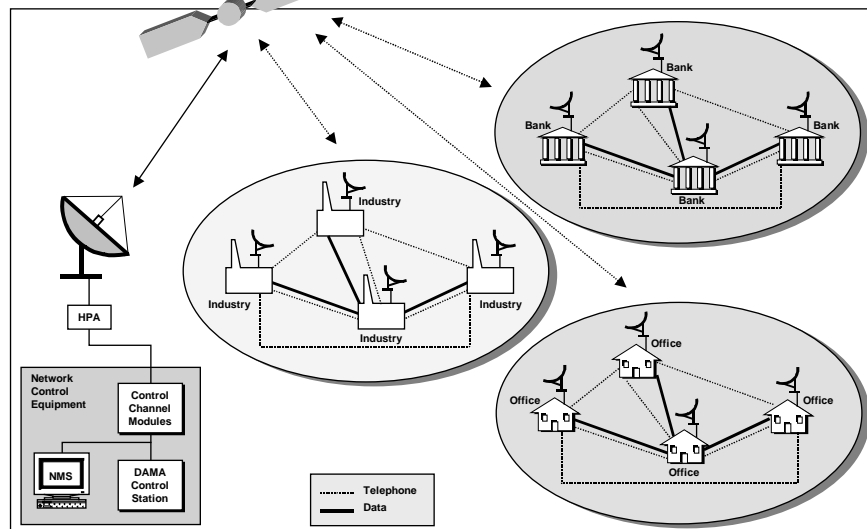 Bank
Bank
Bank
Bank
Industry
Industry
Industry
Industry
HPA
Office
Office
Office
Office
Network
Control
Equipment
Control
Channel
Modules
NMS
DAMA
Control
Station
Telephone
Data